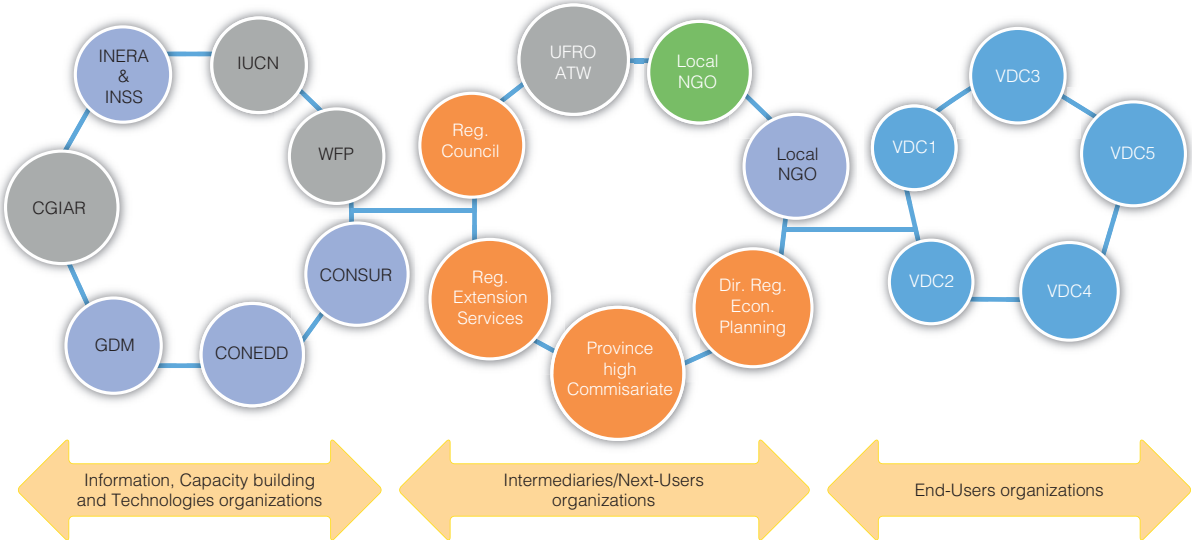 INERA
&
INSS
IUCN
WFP
CGIAR
CONSUR
GDM
CONEDD
UFRO
ATW
Local
NGO
Reg.
Council
Local
NGO
Reg.
Extension
Services
Dir. Reg.
Econ.
Planning
Province
high
Commisariate
VDC3
VDC1
VDC5
VDC2
VDC4
Information, Capacity building
and Technologies organizations
Intermediaries/Next-Users
organizations
End-Users organizations